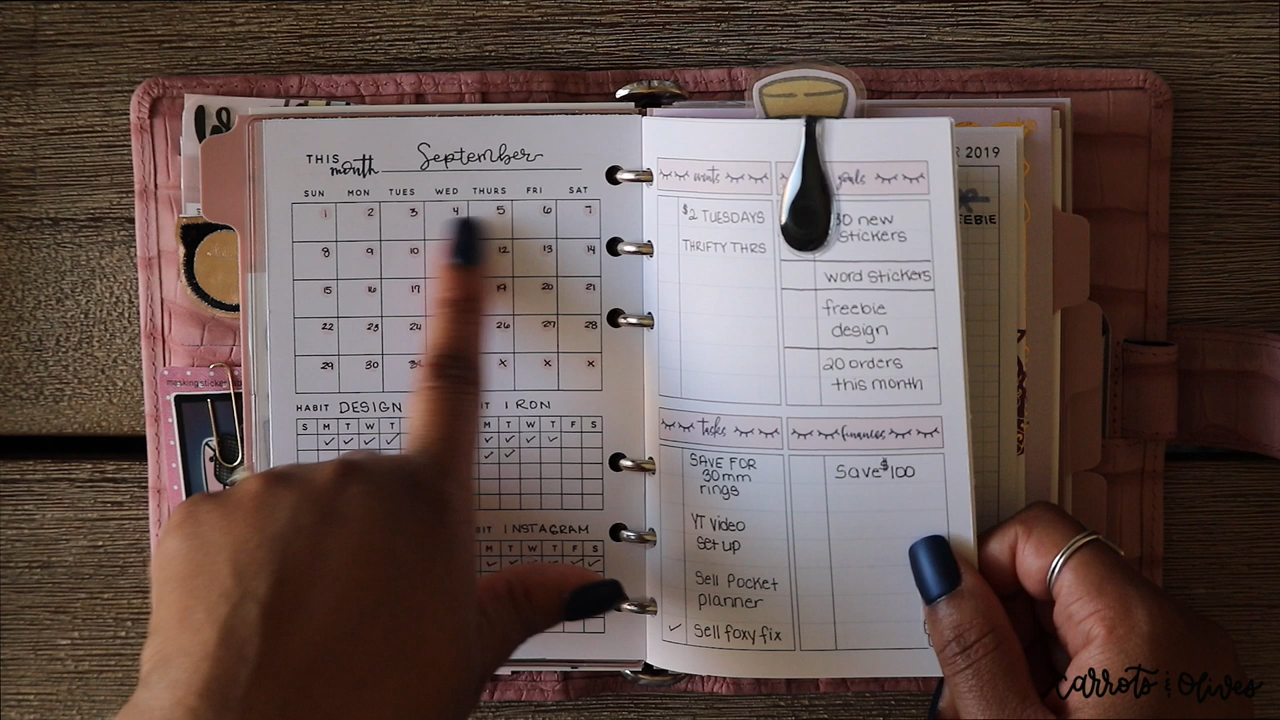 THIS month September
SUN MON TUES WED THURS FRI SAT
1 2 3 4 5 6 7
8 9 10 12 13 14
15 16 17 19 20 21
22 23 24 26 27 28
29 30 X X X
HABIT DESIGN
S M T W T
IRON
M T W T F S
INSTAGRAM
M T W T F S
wants
$2 TUESDAYS
THRIFTY THRS
goals
30 new
stickers
word stickers
freebie
design
20 orders
this month
tasks
SAVE FOR
30mm
rings
YT video
set up
Sell Pocket
planner
Sell foxy fix
finances
Save $100
R 2019
FREEBIE
masking sticker
carrots & Olives